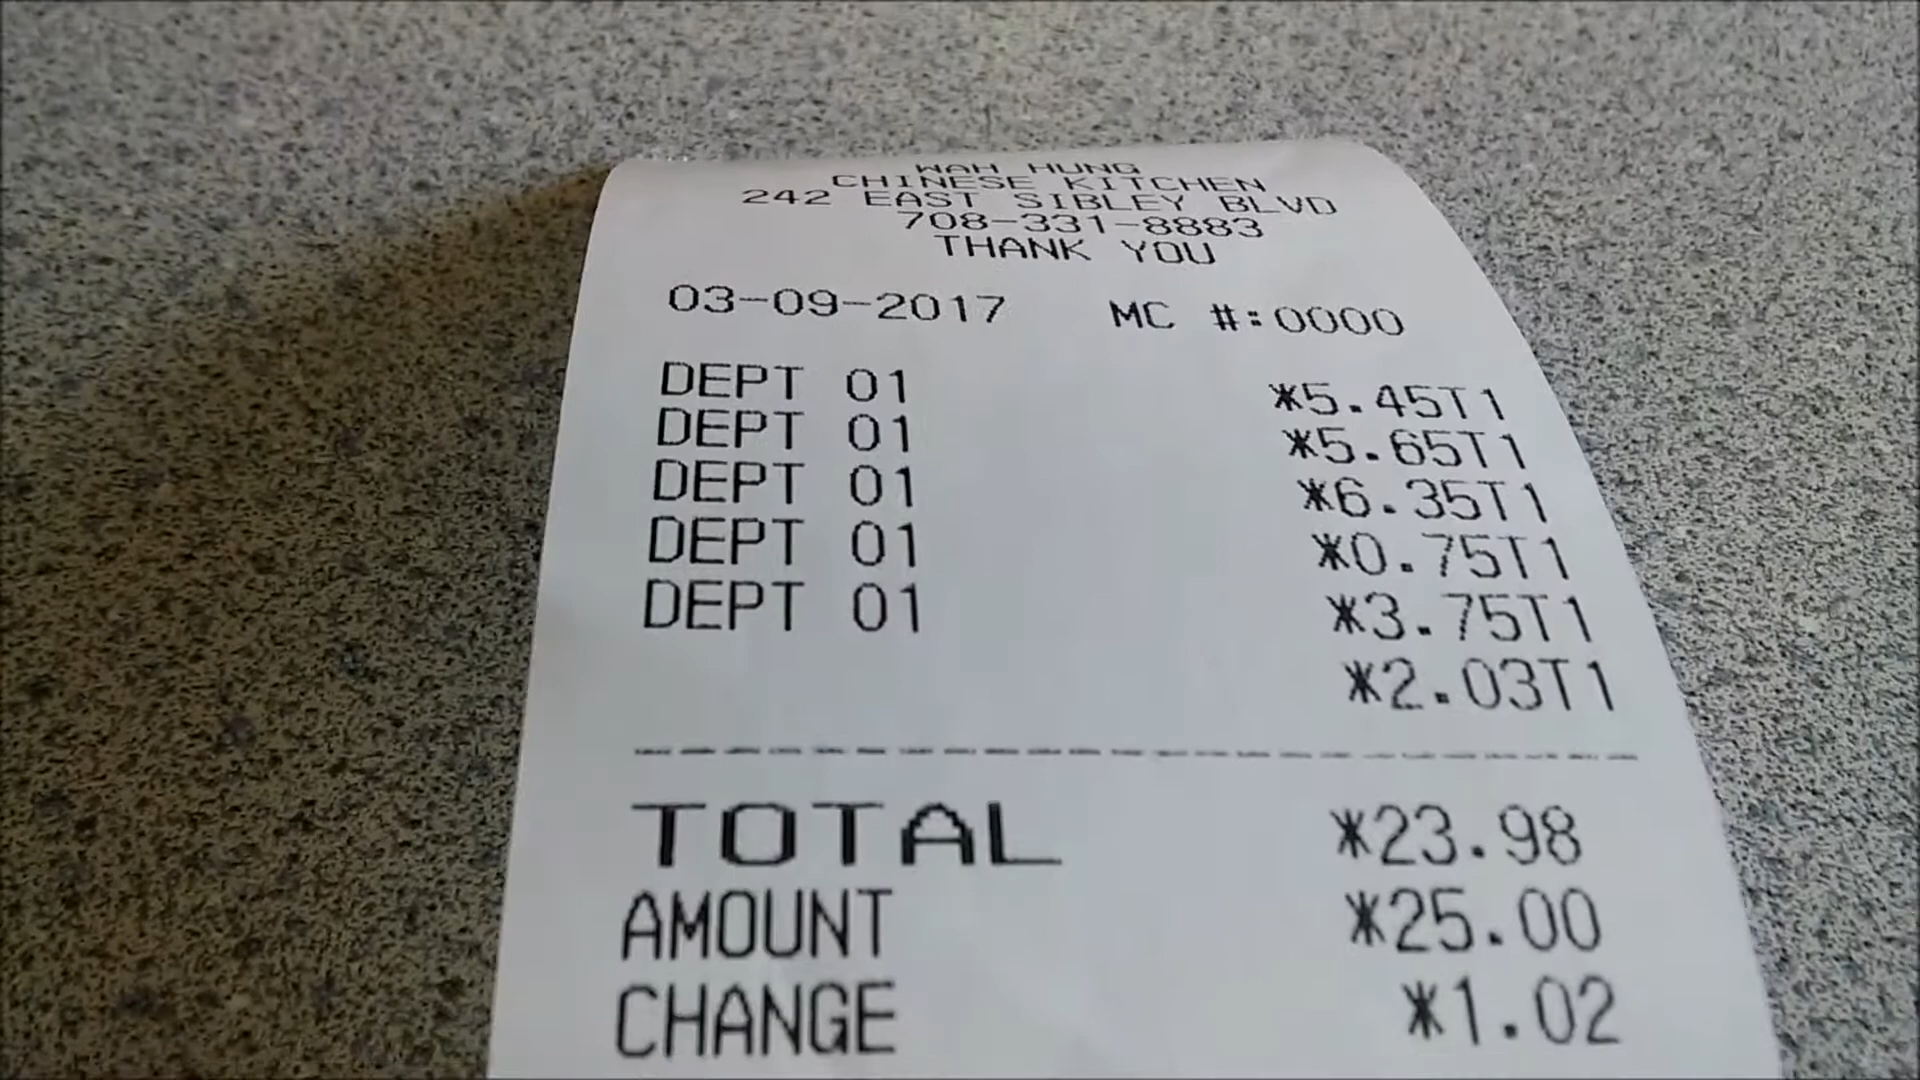 WAH HUNG
CHINESE KITCHEN
242 EAST SIBLEY BLVD
708-331-8883
THANK YOU
03-09-2017 MC #:0000
DEPT 01 *5.45T1
DEPT 01 *5.65T1
DEPT 01 *6.35T1
DEPT 01 *0.75T1
DEPT 01 *3.75T1
*2.03T1
TOTAL *23.98
AMOUNT *25.00
CHANGE *1.02